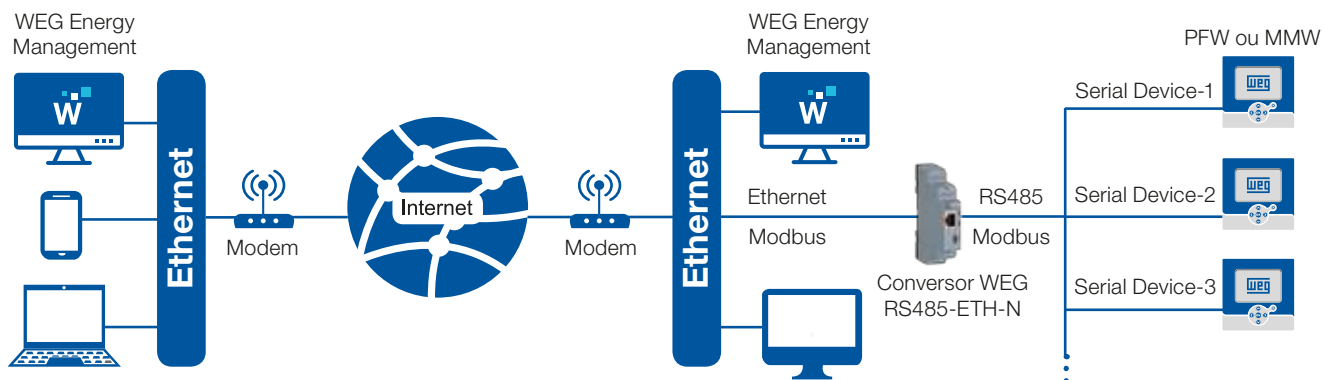 WEG Energy
Management
W
Ethernet
Modem
Internet
Modem
Ethernet
WEG Energy
Management
W
Ethernet
Modbus
Conversor WEG
RS485-ETH-N
RS485
Modbus
PFW ou MMW
Serial Device-1
weg
Serial Device-2
weg
Serial Device-3
weg